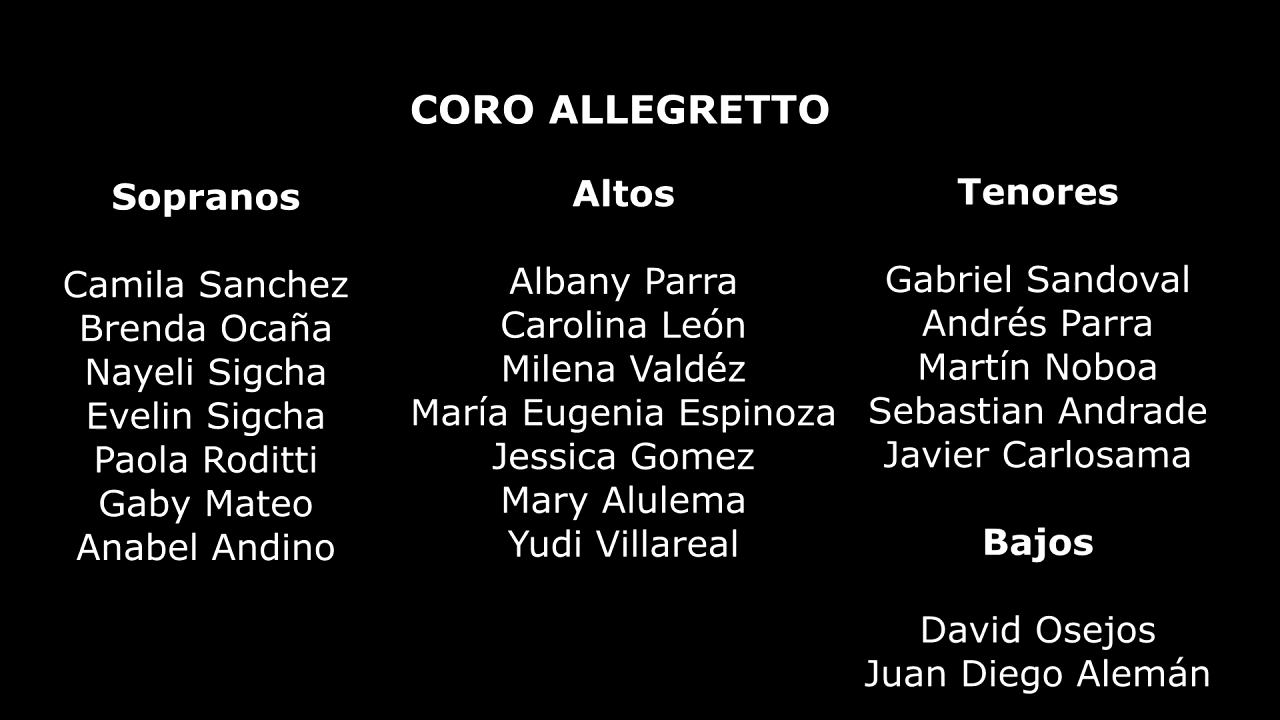 CORO ALLEGRETTO
Sopranos
Camila Sanchez
Brenda Ocaña
Nayeli Sigcha
Evelin Sigcha
Paola Roditti
Gaby Mateo
Anabel Andino
Altos
Albany Parra
Carolina León
Milena Valdéz
María Eugenia Espinoza
Jessica Gomez
Mary Alulema
Yudi Villareal
Tenores
Gabriel Sandoval
Andrés Parra
Martín Noboa
Sebastian Andrade
Javier Carlosama
Bajos
David Osejos
Juan Diego Alemán